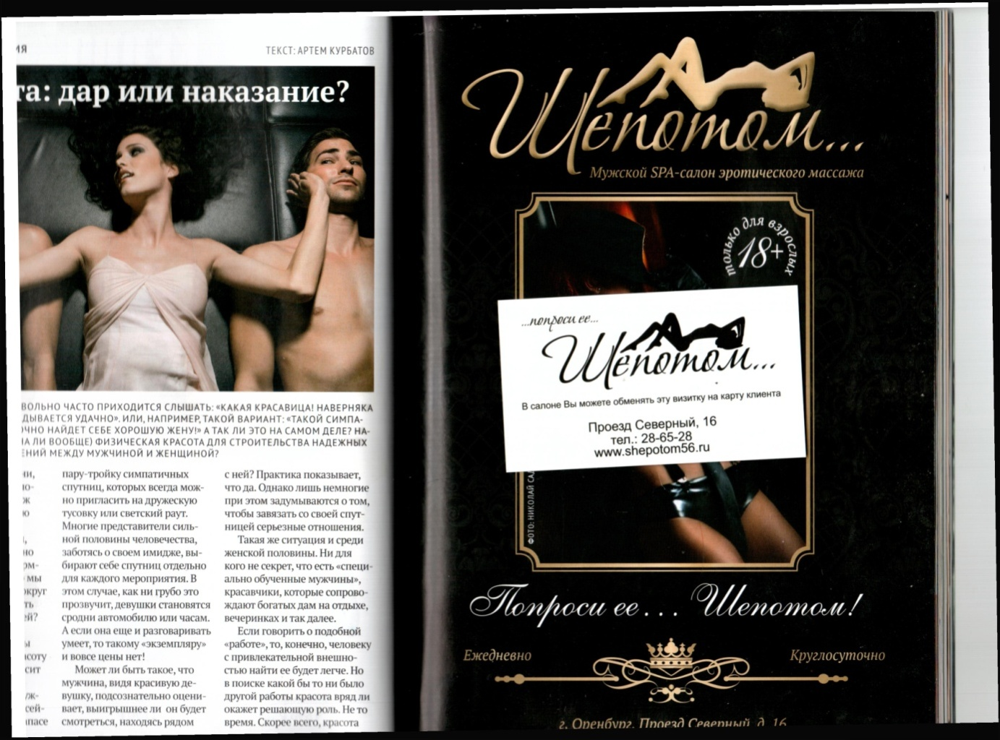 ИЯ
ТЕКСТ: АРТЕМ КУРБАТОВ
та: дар или наказание?
ВОЛЬНО ЧАСТО ПРИХОДИТСЯ СЛЫШАТЬ: «КАКАЯ КРАСАВИЦА! НАВЕРНЯКА
ДЫВАЕТСЯ УДАЧНО». ИЛИ, НАПРИМЕР, ТАКОЙ ВАРИАНТ: «ТАКОЙ СИМПА-
ОЧНО НАЙДЕТ СЕБЕ ХОРОШУЮ ЖЕНУ!» А ТАК ЛИ ЭТО НА САМОМ ДЕЛЕ? НА-
А ЛИ ВООБЩЕ) ФИЗИЧЕСКАЯ КРАСОТА ДЛЯ СТРОИТЕЛЬСТВА НАДЕЖНЫХ
ЕНИЙ МЕЖДУ МУЖЧИНОЙ И ЖЕНЩИНОЙ?
мы
округ
ть
ей?
ы
асоту
сит
уж-
сей-
апасе
пару-тройку симпатичных
спутниц, которых всегда мож-
но пригласить на дружескую
тусовку или светский раут.
Многие представители силь-
ной половины человечества,
заботясь о своем имидже, вы-
бирают себе спутниц отдельно
для каждого мероприятия. В
этом случае, как ни грубо это
прозвучит, девушки становятся
сродни автомобилю или часам.
А если она еще и разговаривать
умеет, то такому «экземпляру»
и вовсе цены нет!
Может ли быть такое, что
мужчина, видя красивую де-
вушку, подсознательно оцени-
вает, выигрышнее ли он будет
смотреться, находясь рядом
с ней? Практика показывает,
что да. Однако лишь немногие
при этом задумываются о том,
чтобы завязать со своей спут-
ницей серьезные отношения.
Такая же ситуация и среди
женской половины. Ни для
кого не секрет, что есть «специ-
ально обученные мужчины»,
красавчики, которые сопрово-
ждают богатых дам на отдыхе,
вечеринках и так далее.
Если говорить о подобной
«работе», то, конечно, человеку
с привлекательной внешно-
стью найти ее будет легче. Но
в поиске какой бы то ни было
другой работы красота вряд ли
окажет решающую роль. Не то
время. Скорее всего, красота
Шепотом...
Мужской SPA-салон эротического массажа
только для взрослых
18+
...попроси ее...
Шепотом...
В салоне Вы можете обменять эту визитку на карту клиента
Проезд Северный, 16
тел.: 28-65-28
www.shepotom56.ru
ФОТО: НИКОЛАЙ
Попроси ее... Шепотом!
Ежедневно
Круглосуточно
г. Оренбург, Проезд Северный, д. 16